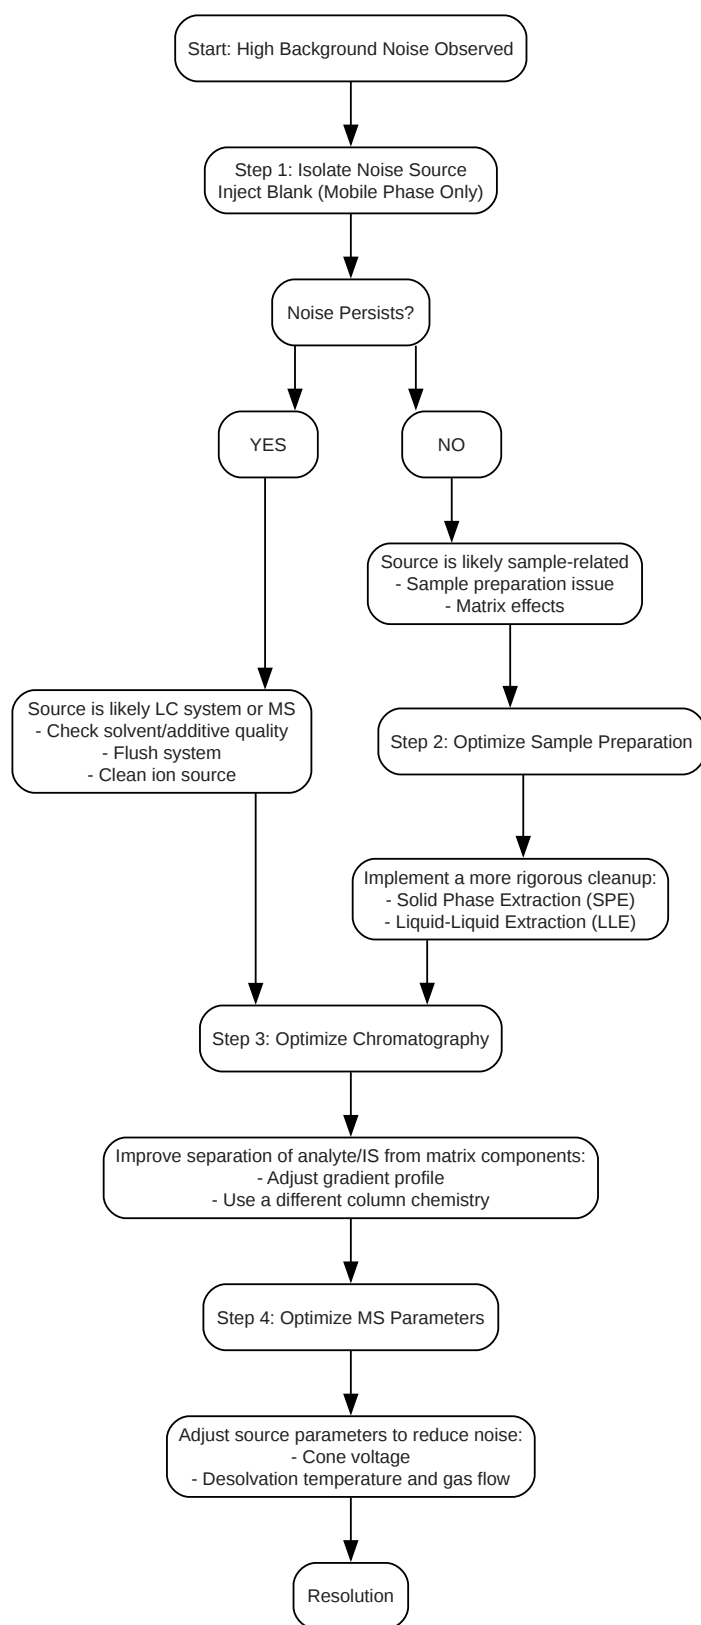 Start: High Background Noise Observed
Step 1: Isolate Noise Source
Inject Blank (Mobile Phase Only)
Noise Persists?
YES
NO
Source is likely sample-related
- Sample preparation issue
- Matrix effects
Source is likely LC system or MS
- Check solvent/additive quality
- Flush system
- Clean ion source
Step 2: Optimize Sample Preparation
Implement a more rigorous cleanup:
- Solid Phase Extraction (SPE)
- Liquid-Liquid Extraction (LLE)
Step 3: Optimize Chromatography
Improve separation of analyte/IS from matrix components:
- Adjust gradient profile
- Use a different column chemistry
Step 4: Optimize MS Parameters
Adjust source parameters to reduce noise:
- Cone voltage
- Desolvation temperature and gas flow
Resolution